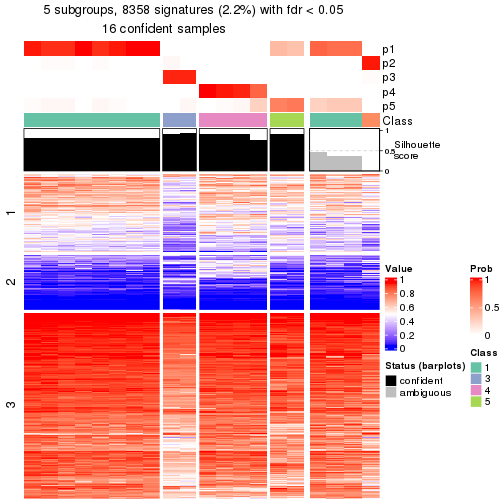 5 subgroups, 8358 signatures (2.2%) with fdr < 0.05
16 confident samples
p1
p2
p3
p4
p5
Class
1
0.5
0
Silhouette
score
1
2
3
Value
1
0.8
0.6
0.4
0.2
0
Status (barplots)
confident
ambiguous
Prob
1
0.5
0
Class
1
3
4
5